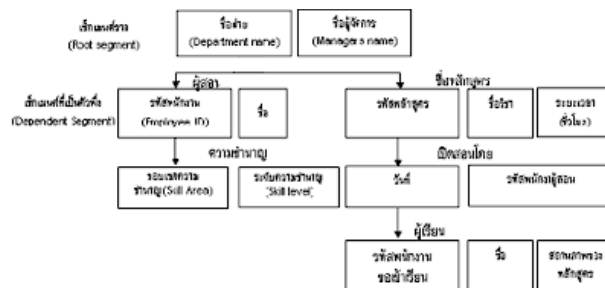 เซ็กเมนต์ราก
(Root segment)
ชื่อฝ่าย
(Department name)
ชื่อผู้จัดการ
(Managers name)
ผู้สอน
ชื่อหลักสูตร
เซ็กเมนต์ที่เป็นตัวพึ่ง
(Dependent Segment)
รหัสพนักงาน
(Employee ID)
ชื่อ
รหัสหลักสูตร
ชื่อวิชา
ระยะเวลา
(ชั่วโมง)
ความชำนาญ
เปิดสอนโดย
ขอบเขตความ
ชำนาญ(Skill Area)
ระดับความชำนาญ
(Skill level)
วันที่
รหัสพนักงานผู้สอน
ผู้เรียน
รหัสพนักงาน
ขอเข้าเรียน
ชื่อ
สถานภาพของ
หลักสูตร